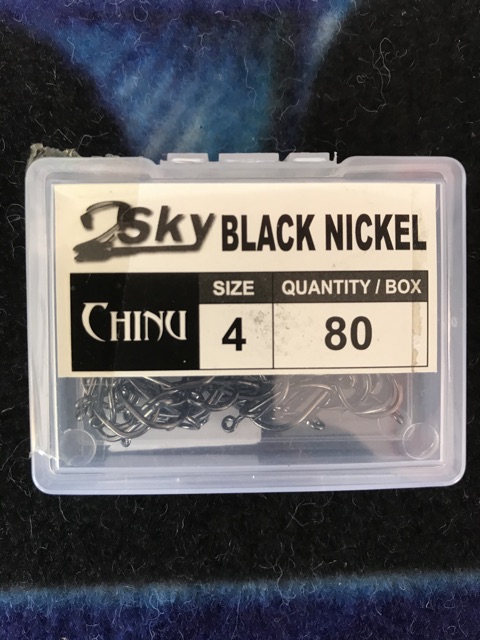 2Sky BLACK NICKEL
SIZE QUANTITY / BOX
CHINU 4 80